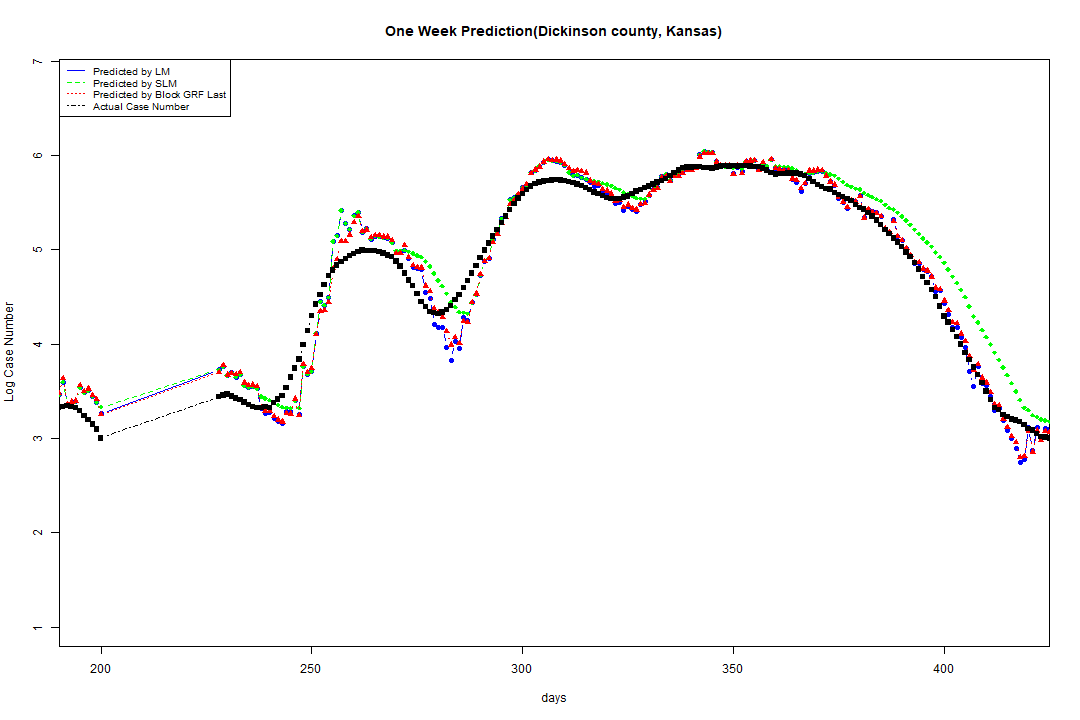 One Week Prediction(Dickinson county, Kansas)
Predicted by LM
Predicted by SLM
Predicted by Block GRF Last
Actual Case Number
7
6
5
4
3
2
1
Log Case Number
200 250 300 350 400
days